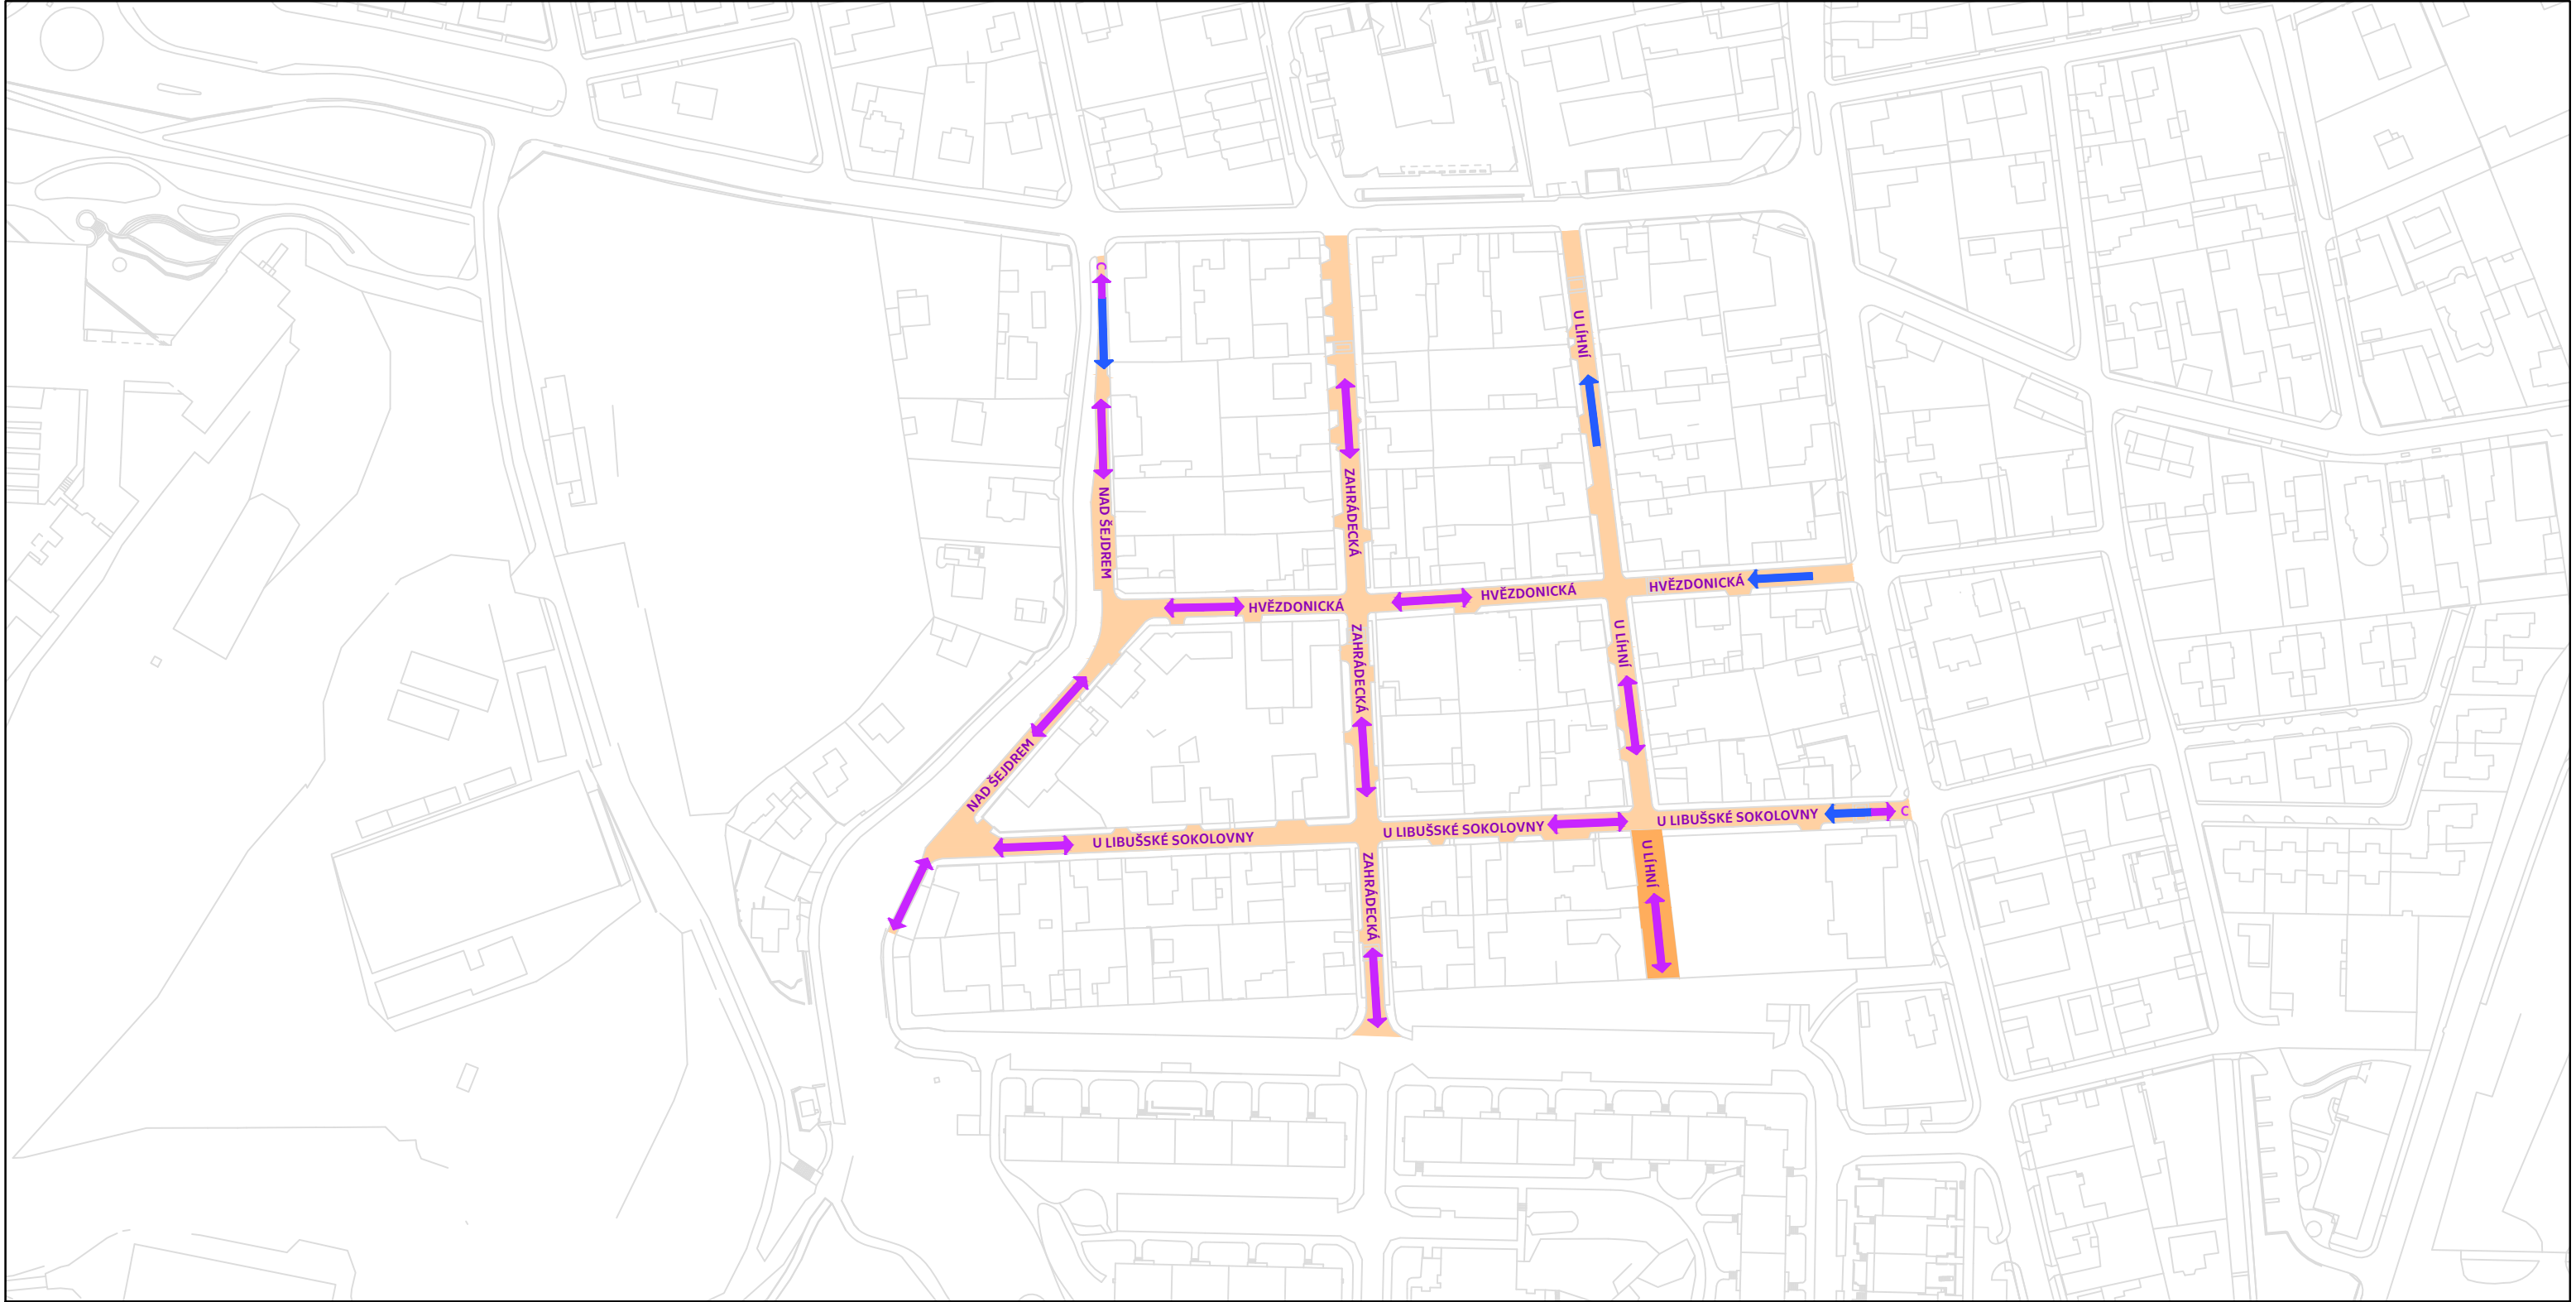 C
U LÍHNÍ
ZAHRÁDECKÁ
NAD ŠEJDREM
HVĚZDONICKÁ
HVĚZDONICKÁ
HVĚZDONICKÁ
U LÍHNÍ
ZAHRÁDECKÁ
NAD ŠEJDREM
U LIBUŠSKÉ SOKOLOVNY
U LIBUŠSKÉ SOKOLOVNY
U LIBUŠSKÉ SOKOLOVNY
C
U LÍHNÍ
ZAHRÁDECKÁ